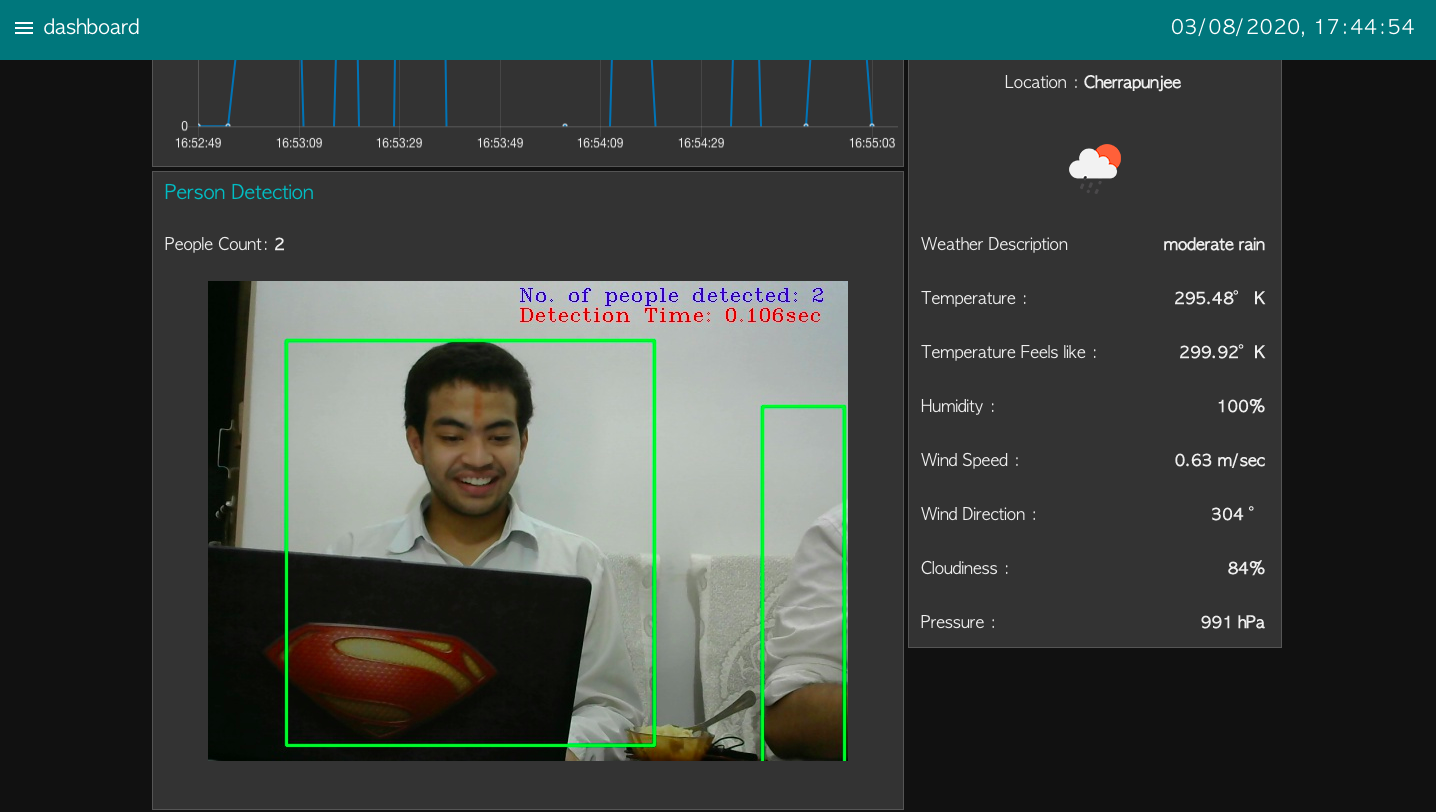 dashboard
03/08/2020, 17:44:54
0
16:52:49 16:53:09 16:53:29 16:53:49 16:54:09 16:54:29 16:55:03
Person Detection
People Count: 2
No. of people detected: 2
Detection Time: 0.106sec
Location : Cherrapunjee
Weather Description moderate rain
Temperature : 295.48° K
Temperature Feels like : 299.92° K
Humidity : 100%
Wind Speed : 0.63 m/sec
Wind Direction : 304 °
Cloudiness : 84%
Pressure : 991 hPa